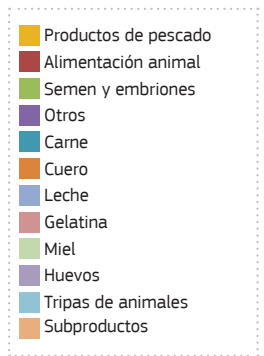 Productos de pescado
Alimentación animal
Semen y embriones
Otros
Carne
Cuero
Leche
Gelatina
Miel
Huevos
Tripas de animales
Subproductos